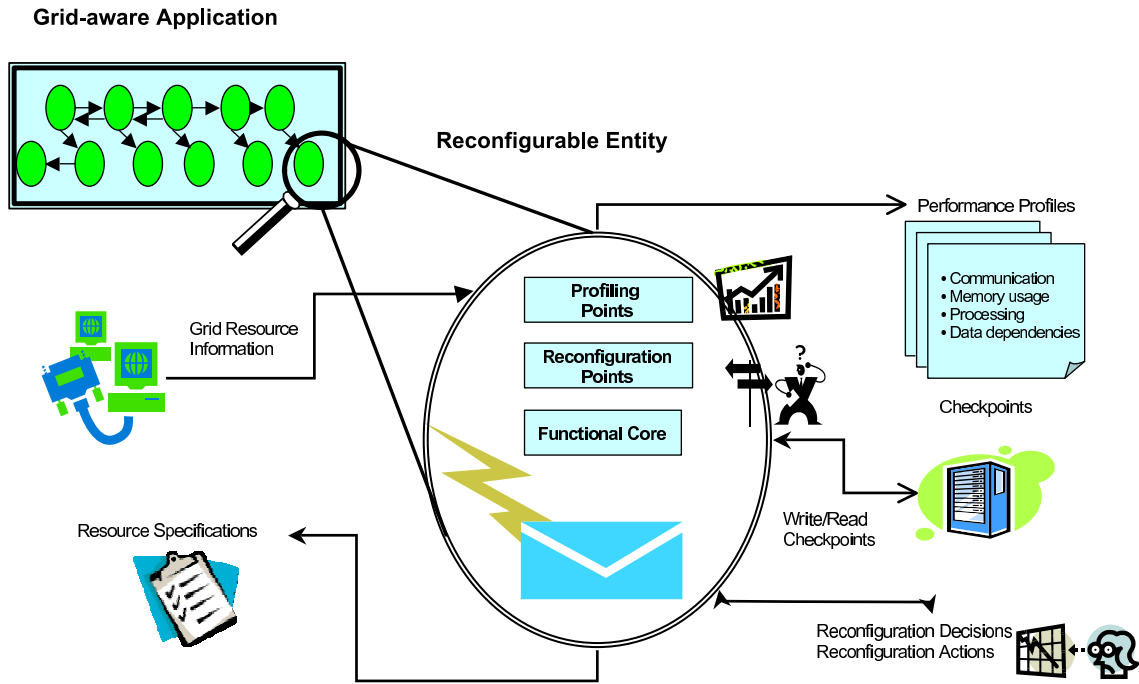 Grid-aware Application
Reconfigurable Entity
Performance Profiles
• Communication
• Memory usage
• Processing
• Data dependencies
Profiling
Points
Grid Resource
Information
Reconfiguration
Points
?
Checkpoints
Functional Core
Write/Read
Checkpoints
Resource Specifications
Reconfiguration Decisions
Reconfiguration Actions